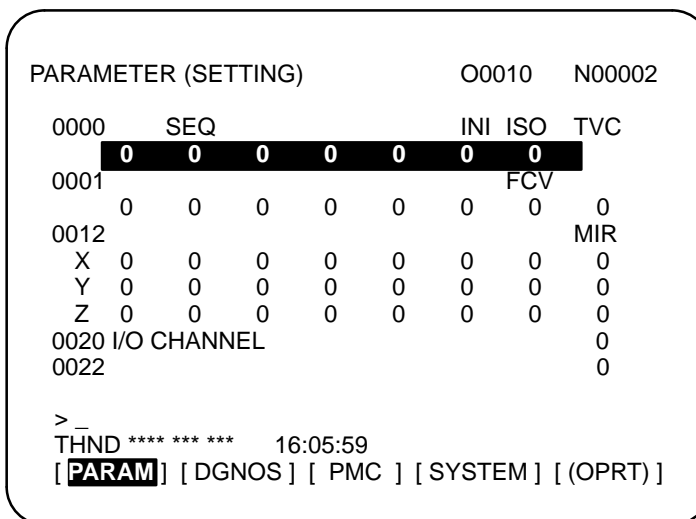 PARAMETER (SETTING) O0010 N00002
0000 SEQ INI ISO TVC
0 0 0 0 0 0 0
0001 FCV
0 0 0 0 0 0 0 0
0012 MIR
X 0 0 0 0 0 0 0 0
Y 0 0 0 0 0 0 0 0
Z 0 0 0 0 0 0 0 0
0020 I/O CHANNEL 0
0022 0
> _
THND **** *** *** 16:05:59
[ PARAM ] [ DGNOS ] [ PMC ] [ SYSTEM ] [ (OPRT) ]